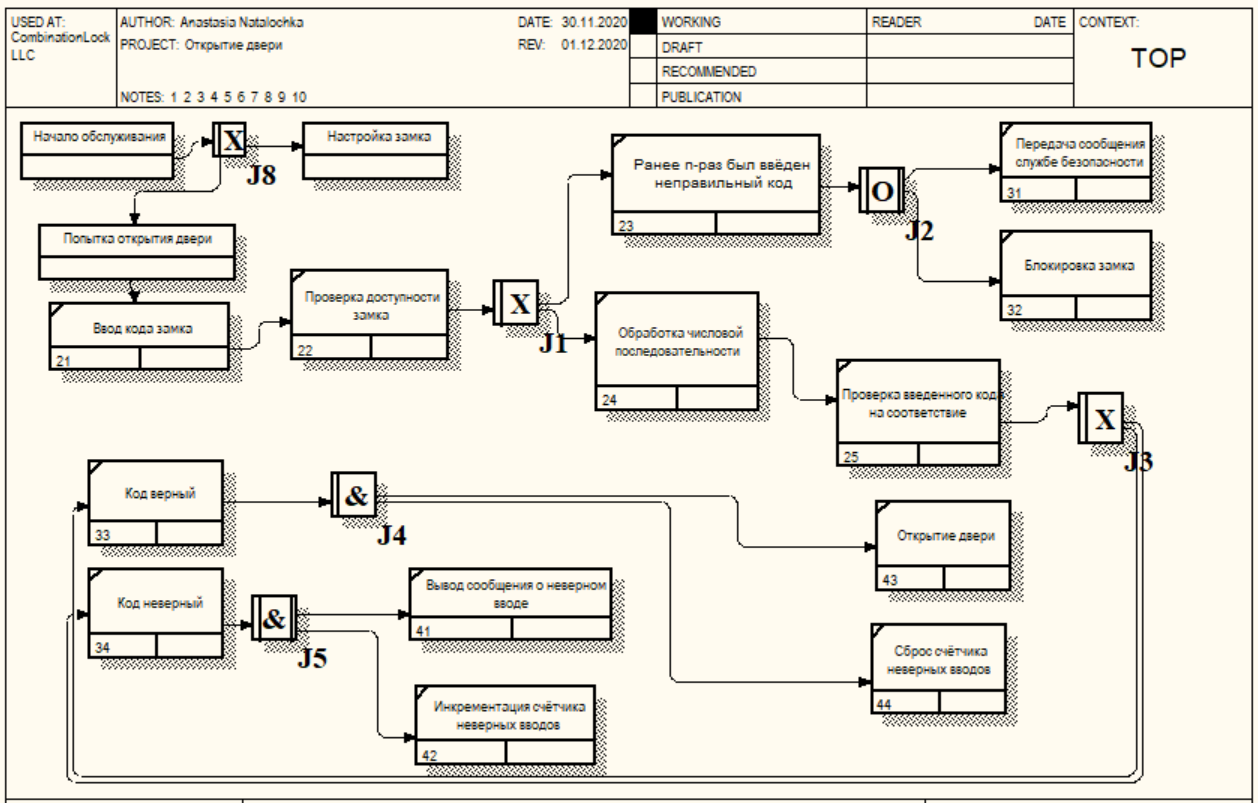 USED AT:
CombinationLock
LLC
AUTHOR: Anastasia Natalochka
DATE: 30.11.2020
PROJECT: Открытие двери
REV: 01.12.2020
NOTES: 1 2 3 4 5 6 7 8 9 10
WORKING
DRAFT
RECOMMENDED
PUBLICATION
READER
DATE
CONTEXT:
TOP
Начало обслуживания
X
J8
Настройка замка
Попытка открытия двери
Ввод кода замка
21
Проверка доступности
замка
22
X
J1
Ранее n-раз был введён
неправильный код
23
O
J2
Передача сообщения
службе безопасности
31
Блокировка замка
32
Обработка числовой
последовательности
24
Проверка введенного кода
на соответствие
25
X
J3
Код верный
33
&
J4
Открытие двери
43
Код неверный
34
&
J5
Вывод сообщения о неверном
вводе
41
Сброс счётчика
неверных вводов
44
Инкрементация счётчика
неверных вводов
42